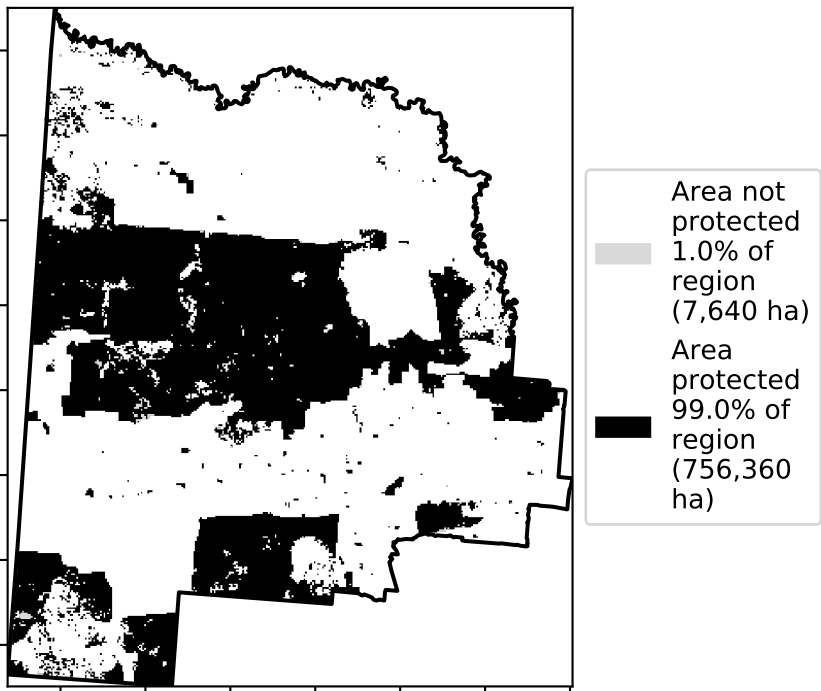 Area not
protected
1.0% of
region
(7,640 ha)
Area
protected
99.0% of
region
(756,360
ha)